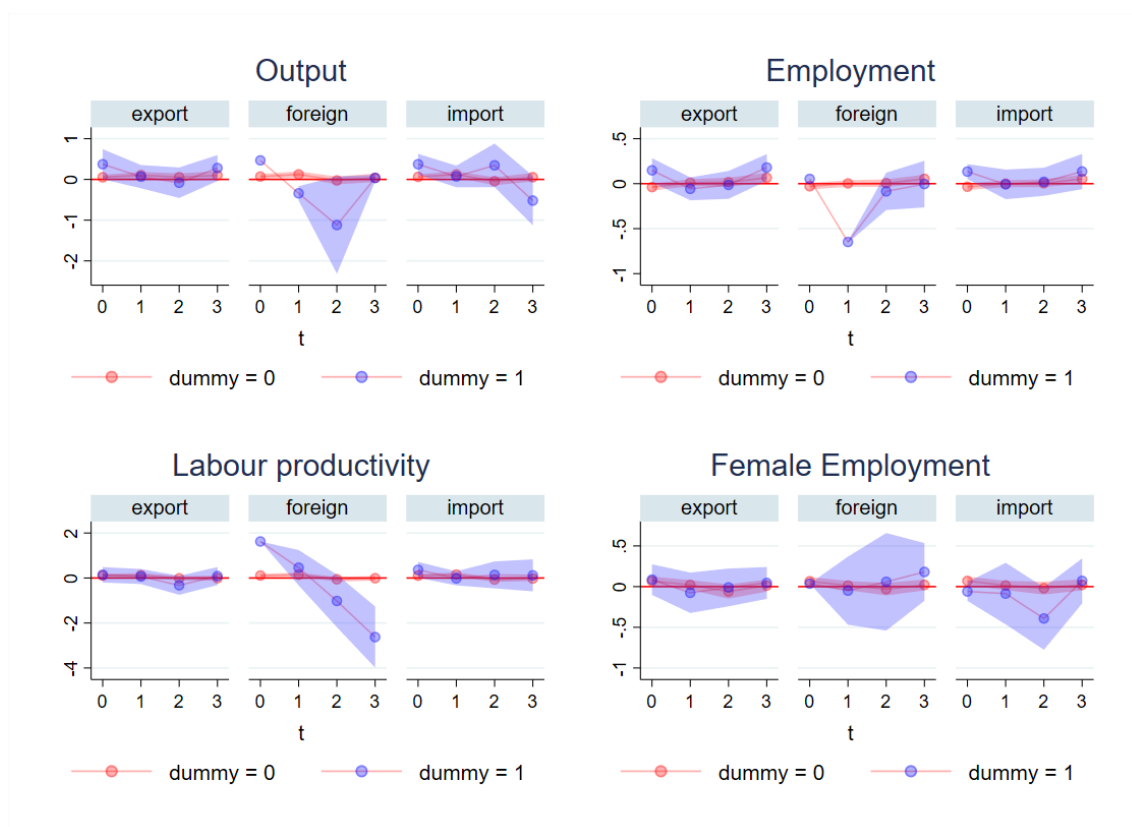 Output
export foreign import
1
0
-1
-2
0 1 2 3 0 1 2 3 0 1 2 3
t
dummy = 0 dummy = 1
Employment
export foreign import
.5
0
-.5
-1
0 1 2 3 0 1 2 3 0 1 2 3
t
dummy = 0 dummy = 1
Labour productivity
export foreign import
2
0
-2
-4
0 1 2 3 0 1 2 3 0 1 2 3
t
dummy = 0 dummy = 1
Female Employment
export foreign import
.5
0
-.5
-1
0 1 2 3 0 1 2 3 0 1 2 3
t
dummy = 0 dummy = 1